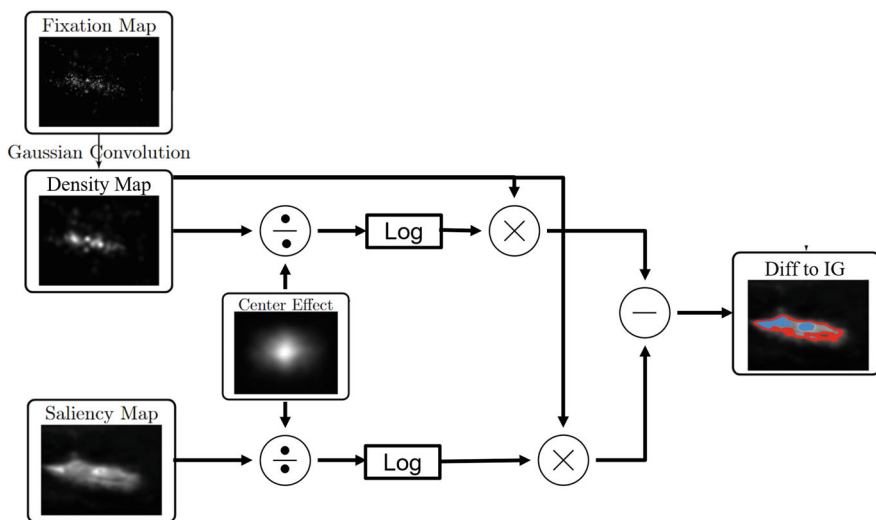 Fixation Map
Gaussian Convolution
Density Map
Log
Center Effect
Diff to IG
Saliency Map
Log